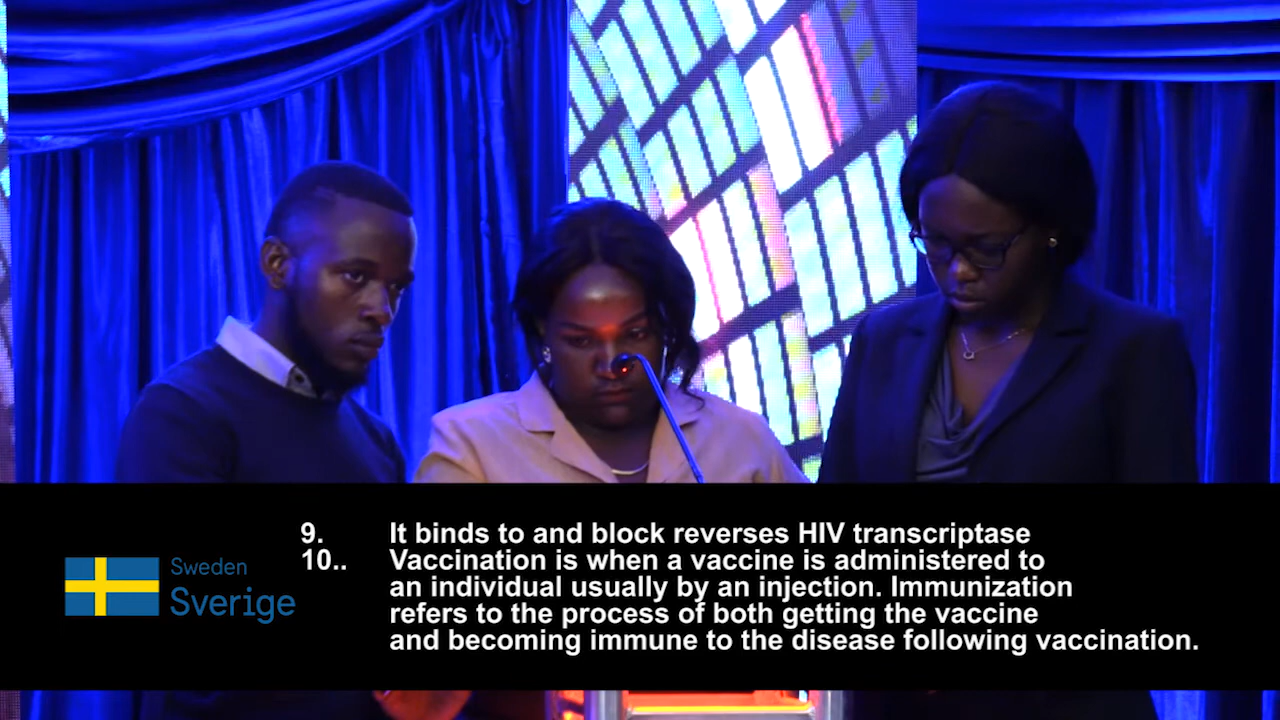 Sweden
Sverige
9. It binds to and block reverses HIV transcriptase
10.. Vaccination is when a vaccine is administered to
an individual usually by an injection. Immunization
refers to the process of both getting the vaccine
and becoming immune to the disease following vaccination.